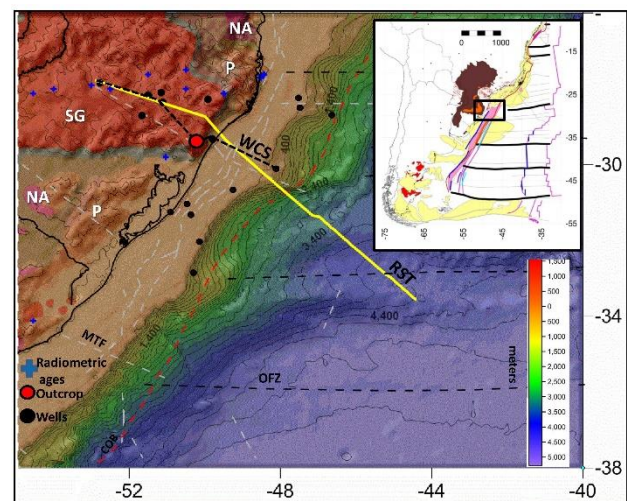 NA
P
SG
WCS
400
-30
NA
P
3,400
RST
-34
4,400
1,400
MTF
OFZ
COB
Radiometric
ages
Outcrop
Wells
meters
1,500
1,000
500
0
-500
-1,000
-1,500
-2,000
-2,500
-3,000
-3,500
-4,000
-4,500
-5,000
-38
-52
-48
-44
-40
0
1000
-5
-15
-25
-35
-45
-55
-75
-65
-55
-45
-35